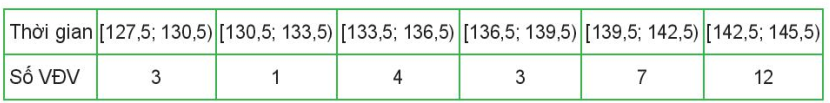 Thời gian [127,5; 130,5) [130,5; 133,5) [133,5; 136,5) [136,5; 139,5) [139,5; 142,5) [142,5; 145,5)
Số VĐV 3 1 4 3 7 12